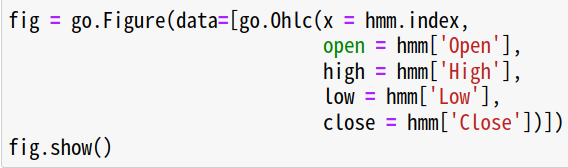 fig = go.Figure(data=[go.Ohlc(x = hmm.index,
open = hmm['Open'],
high = hmm['High'],
low = hmm['Low'],
close = hmm['Close'])])
fig.show()